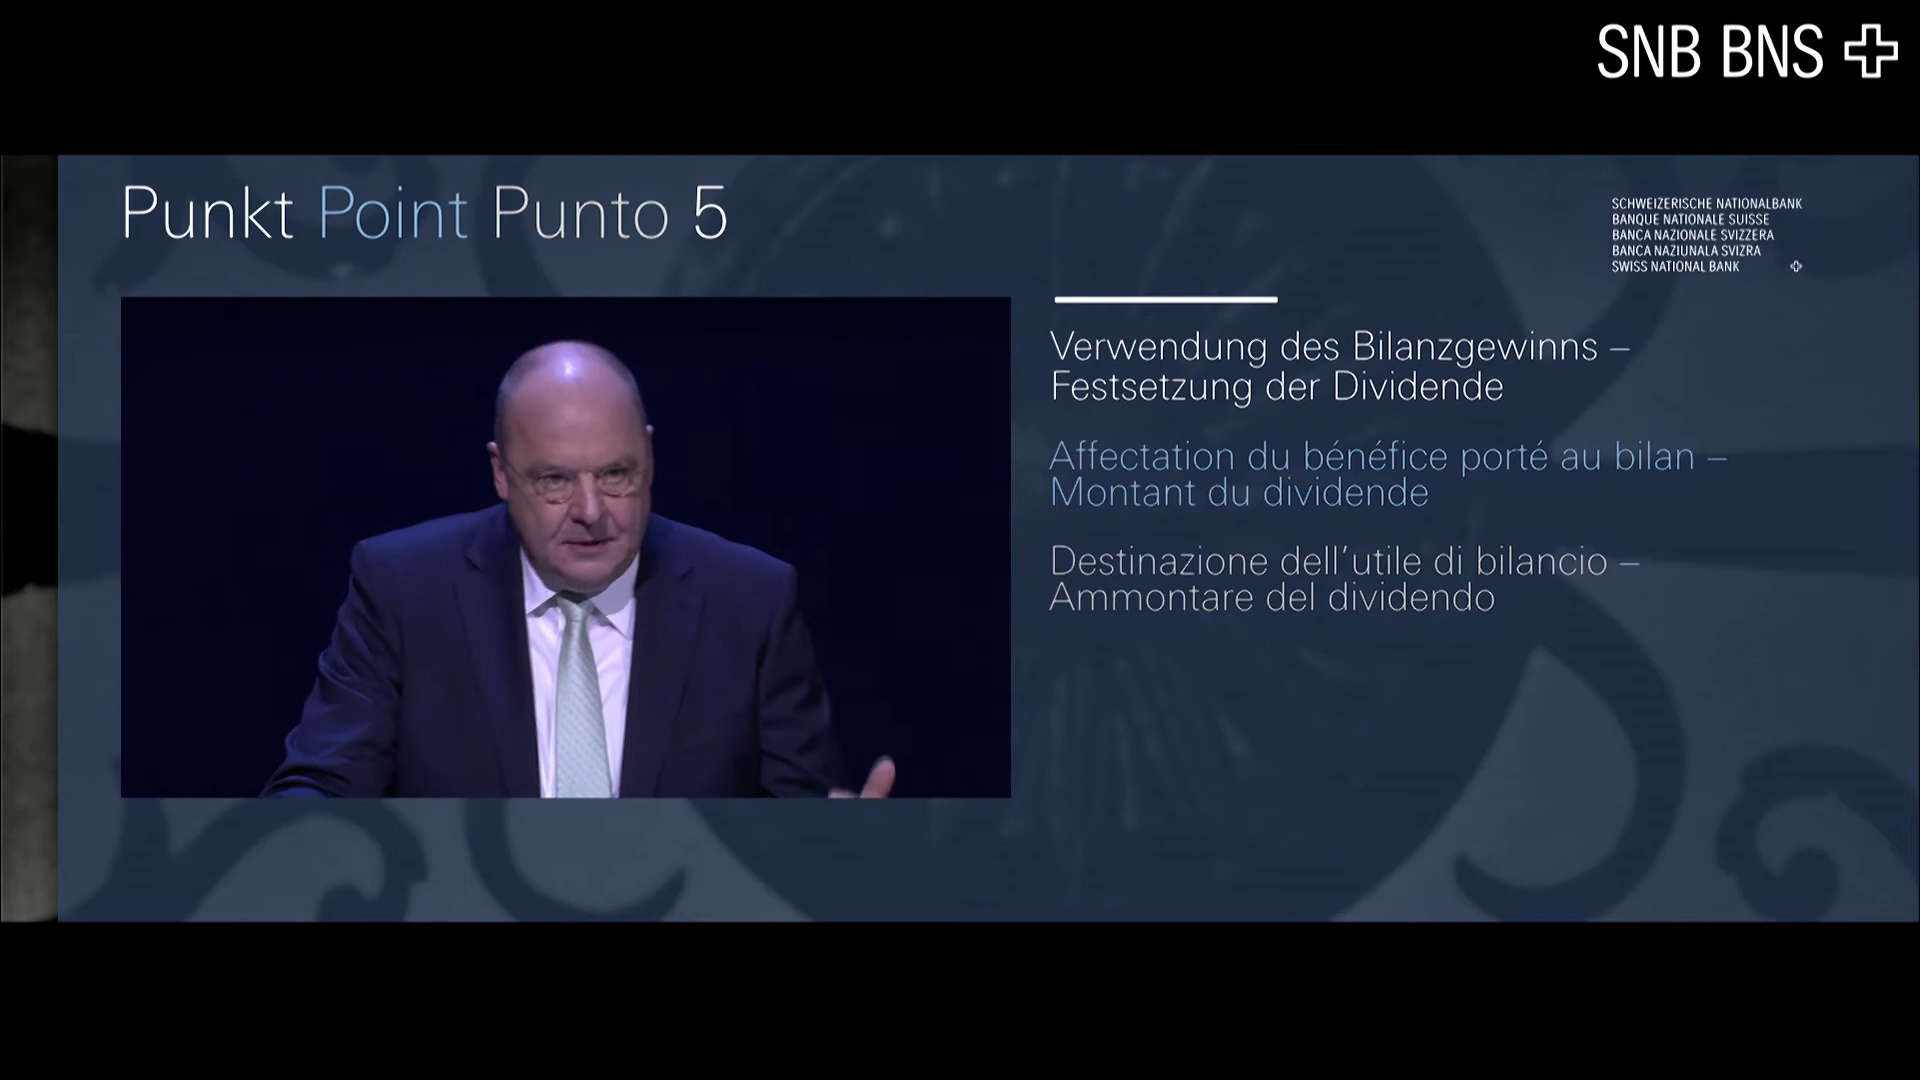 SNB BNS
Punkt Point Punto 5
SCHWEIZERISCHE NATIONALBANK
BANQUE NATIONALE SUISSE
BANCA NAZIONALE SVIZZERA
BANCA NAZIUNALA SVIZRA
SWISS NATIONAL BANK
Verwendung des Bilanzgewinns –
Festsetzung der Dividende
Affectation du bénéfice porté au bilan –
Montant du dividende
Destinazione dell'utile di bilancio –
Ammontare del dividendo